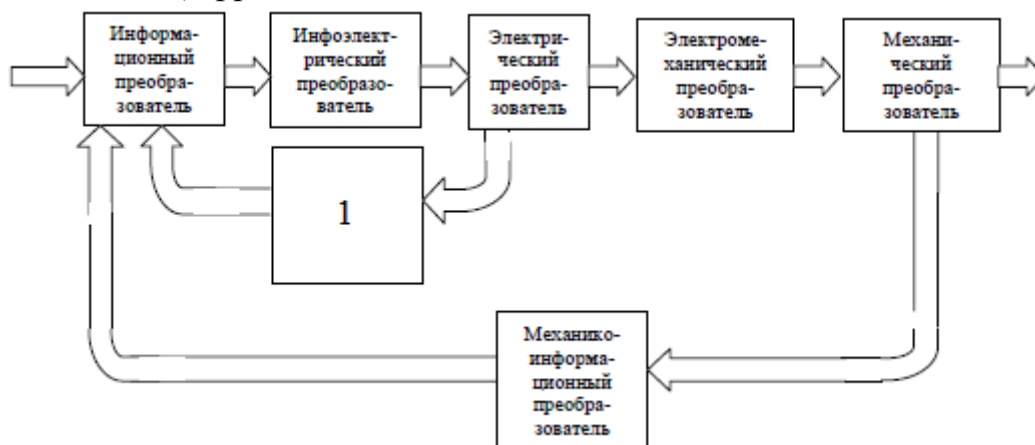 Информа-
ционный
преобра-
зователь
Инфоэлект-
рический
преобразо-
ватель
Электри-
ческий
преобра-
зователь
Электроме-
ханический
преобра-
зователь
Механи-
ческий
преобра-
зователь
1
Механико-
информа-
ционный
преобра-
зователь